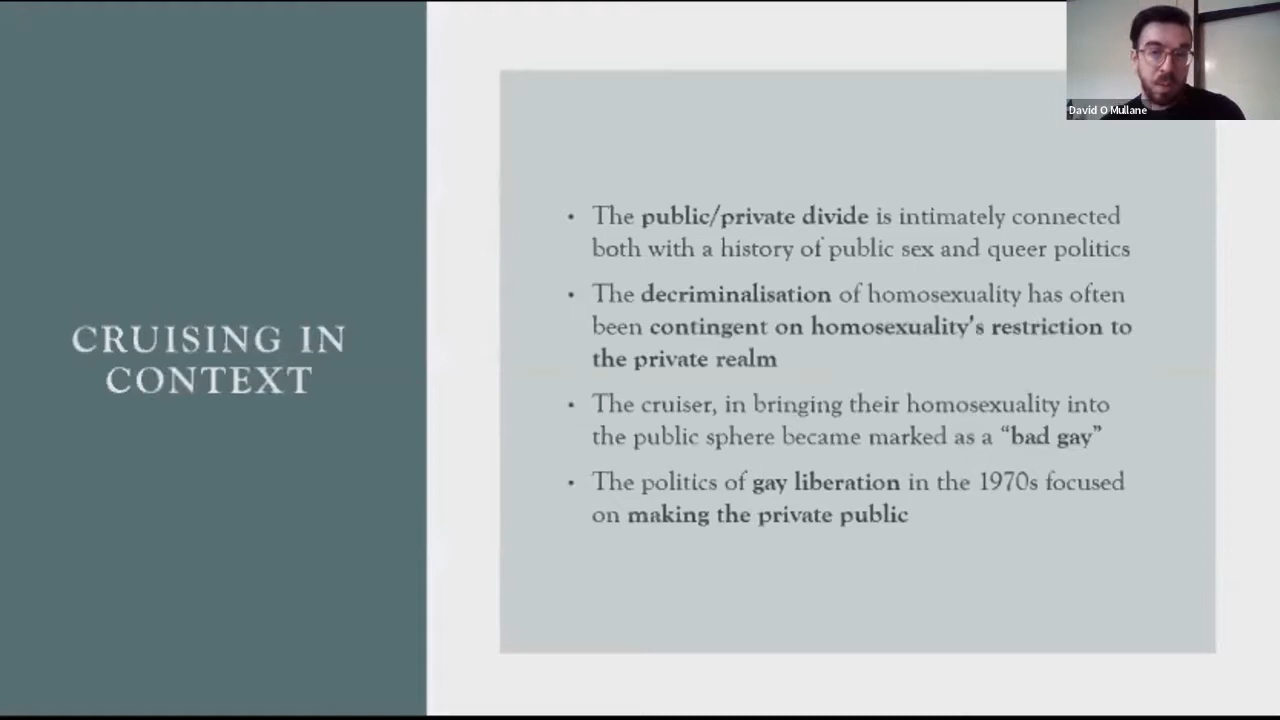 David O Mullane
CRUISING IN
CONTEXT
• The public/private divide is intimately connected
both with a history of public sex and queer politics
• The decriminalisation of homosexuality has often
been contingent on homosexuality's restriction to
the private realm
• The cruiser, in bringing their homosexuality into
the public sphere became marked as a “bad gay”
• The politics of gay liberation in the 1970s focused
on making the private public